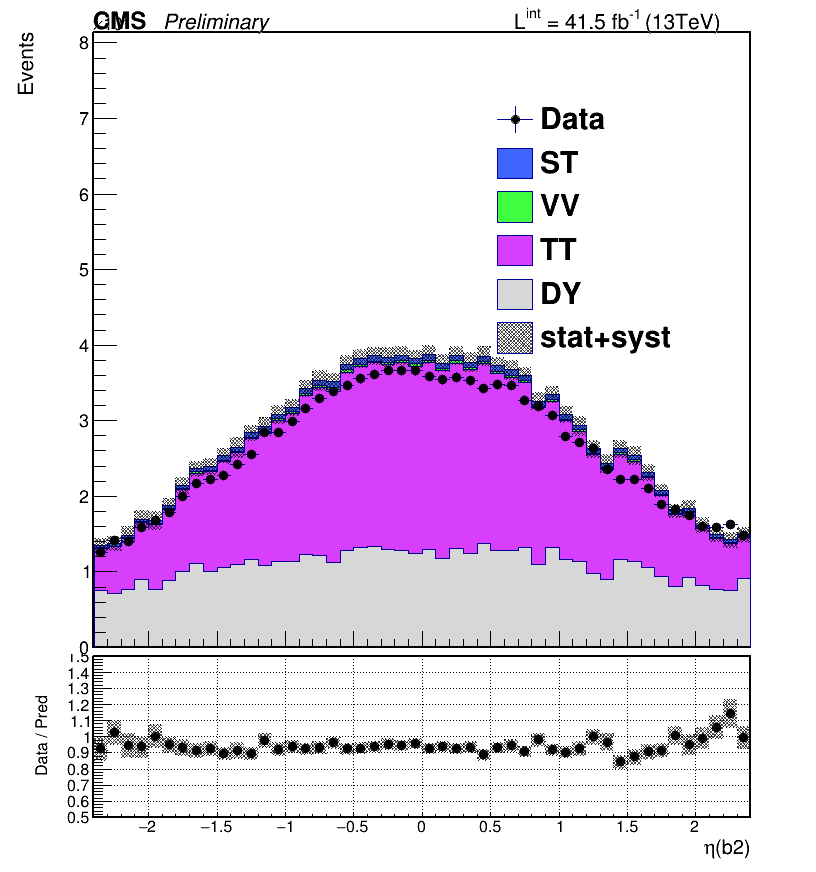 CMS Preliminary L^int = 41.5 fb^-1 (13TeV)
Events
8
7
6
5
4
3
2
1
0
Data
ST
VV
TT
DY
stat+syst
Data / Pred
1.5
1.4
1.3
1.2
1.1
1
0.9
0.8
0.7
0.6
0.5
−2 −1.5 −1 −0.5 0 0.5 1 1.5 2
η(b2)